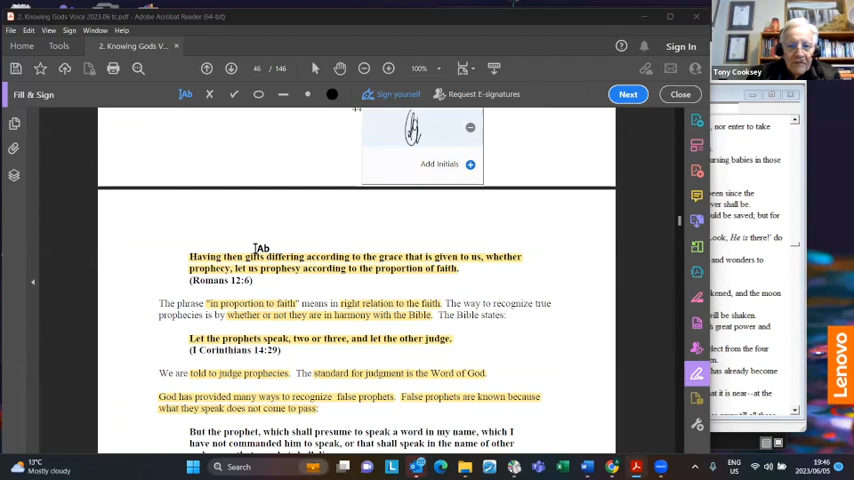 2. Knowing Gods Voice 2023.06 tc.pdf - Adobe Acrobat Reader (64-bit)
File Edit View Sign Window Help
Home Tools 2. Knowing Gods Voice... × Sign In
46 / 146 100%
Tony Cooksey
Fill & Sign Ab Sign yourself Request E-signatures Next Close
Add Initials
Ab
Having then gifts differing according to the grace that is given to us, whether
prophecy, let us prophesy according to the proportion of faith.
(Romans 12:6)
The phrase "in proportion to faith" means in right relation to the faith. The way to recognize true
prophecies is by whether or not they are in harmony with the Bible. The Bible states:
Let the prophets speak, two or three, and let the other judge.
(I Corinthians 14:29)
We are told to judge prophecies. The standard for judgment is the Word of God.
God has provided many ways to recognize false prophets. False prophets are known because
what they speak does not come to pass:
But the prophet, which shall presume to speak a word in my name, which I
have not commanded him to speak, or that shall speak in the name of other
, nor enter to take
ursing babies in those
been since the
ver shall be.
ould be saved; but for
Look, He is there!' do
nd wonders to
kened, and the moon
will be shaken.
h great power and
elect from the four
has already become
at it is near--at the
Lenovo
13°C
Mostly cloudy
Search
ENG
US
19:46
2023/06/05